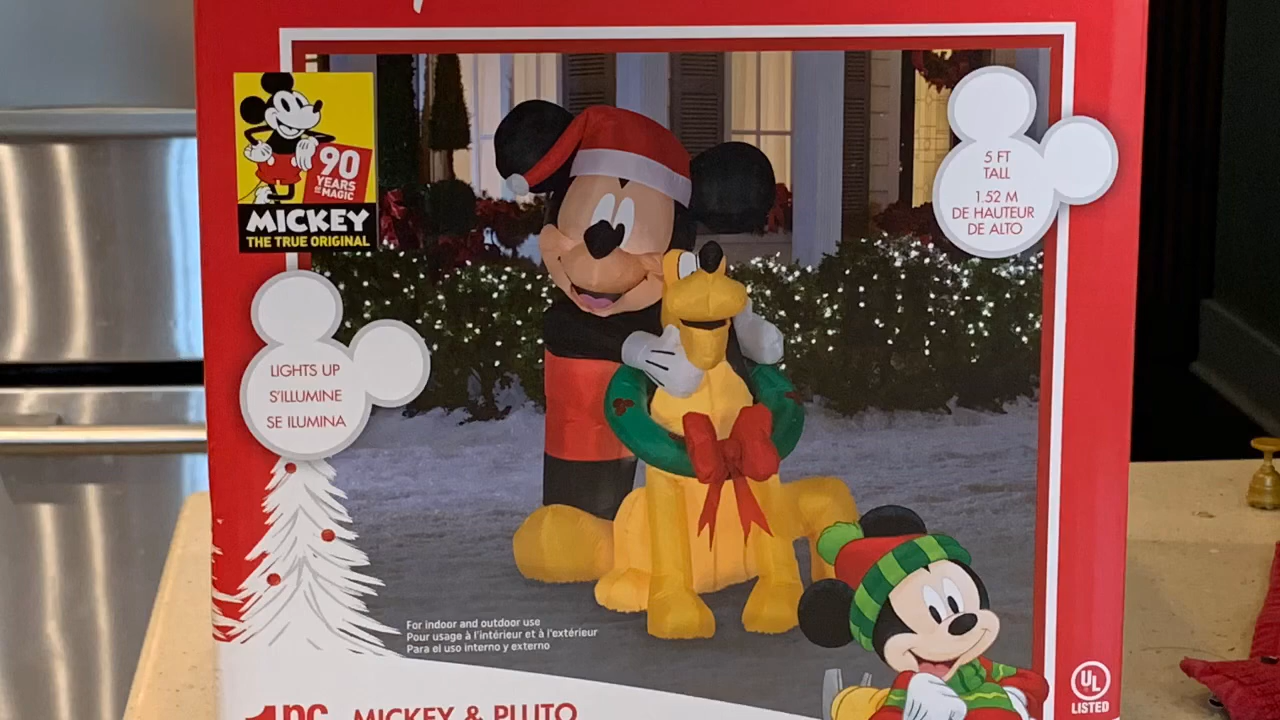 90
YEARS
OF MAGIC
MICKEY
THE TRUE ORIGINAL
5 FT
TALL
1.52 M
DE HAUTEUR
DE ALTO
LIGHTS UP
S'ILLUMINE
SE ILUMINA
For indoor and outdoor use
Pour usage à l'intérieur et à l'extérieur
Para el uso interno y externo
1PC MICKEY & PLUTO
UL
LISTED